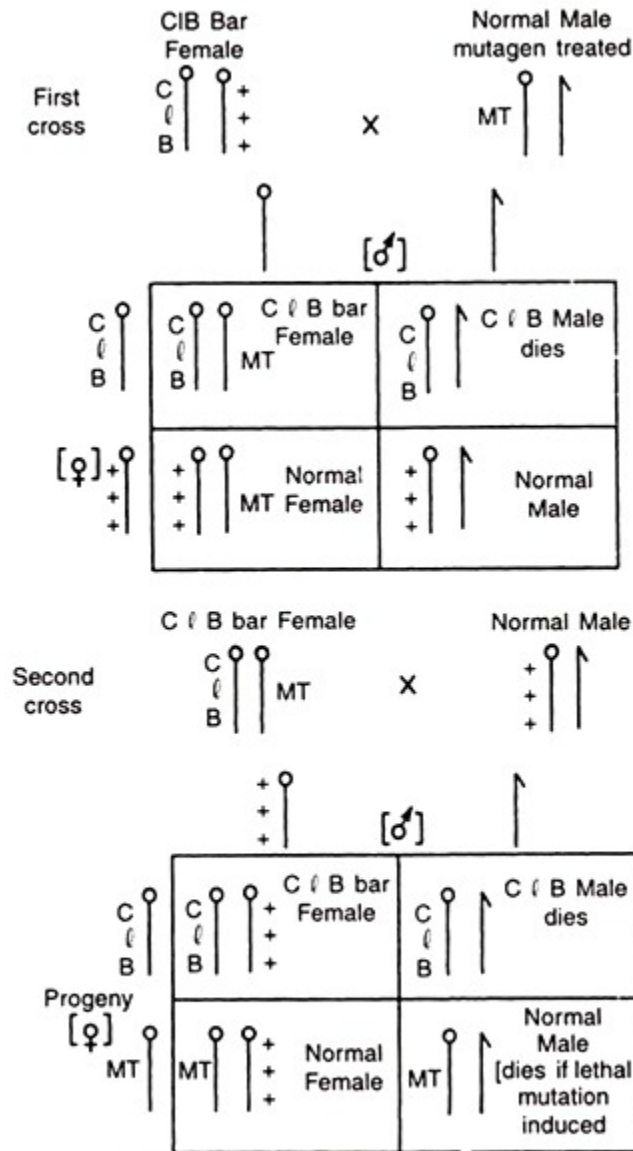 ClB Bar
Female
Normal Male
mutagen treated
First
cross
C
ℓ
B
+
+
+
X
MT
[♂]
C
ℓ
B
C
ℓ
B
C ℓ B bar
Female
MT
C
ℓ
B
C ℓ B Male
dies
[♀]
+
+
+
+
+
+
Normal
MT Female
+
+
+
Normal
Male
C ℓ B bar Female
Normal Male
Second
cross
C
ℓ
B
MT
X
+
+
+
+
+
+
[♂]
C
ℓ
B
C
ℓ
B
C ℓ B bar
Female
+
+
+
C
ℓ
B
C ℓ B Male
dies
Progeny
[♀]
MT
MT
+
+
+
Normal
Female
MT
Normal
Male
[dies if lethal
mutation
induced